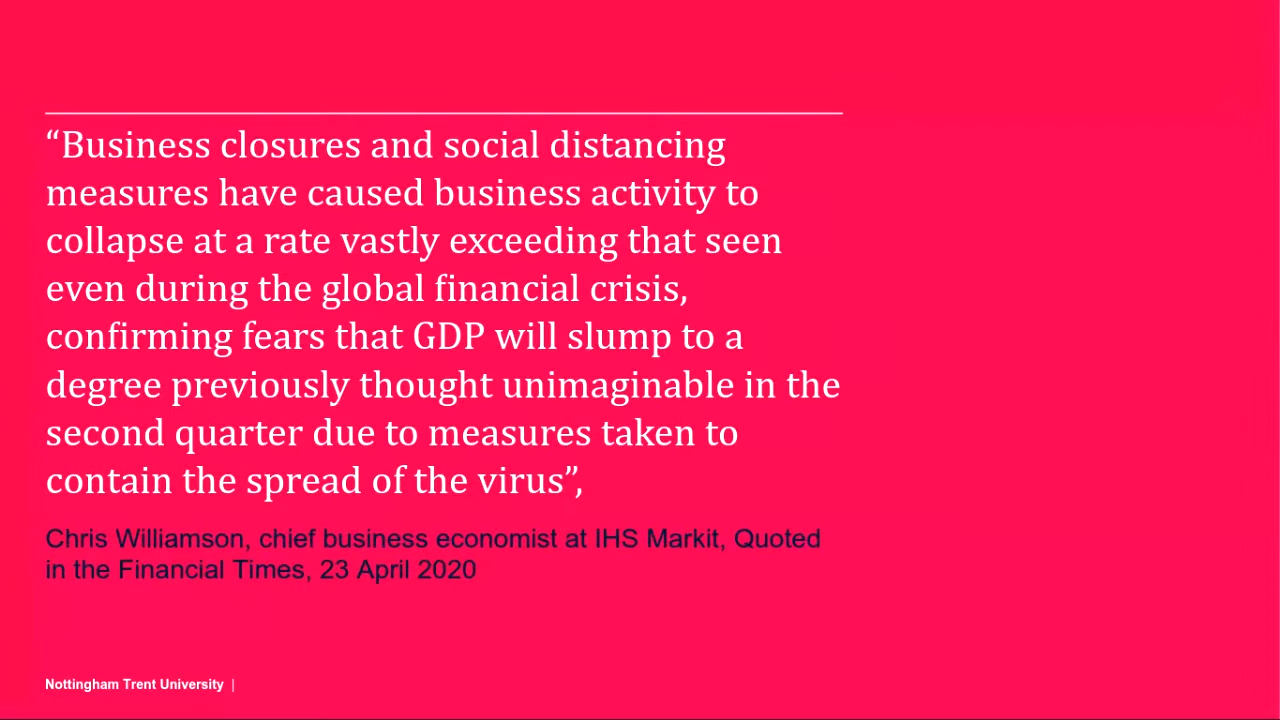 “Business closures and social distancing
measures have caused business activity to
collapse at a rate vastly exceeding that seen
even during the global financial crisis,
confirming fears that GDP will slump to a
degree previously thought unimaginable in the
second quarter due to measures taken to
contain the spread of the virus”,
Chris Williamson, chief business economist at IHS Markit, Quoted
in the Financial Times, 23 April 2020
Nottingham Trent University |